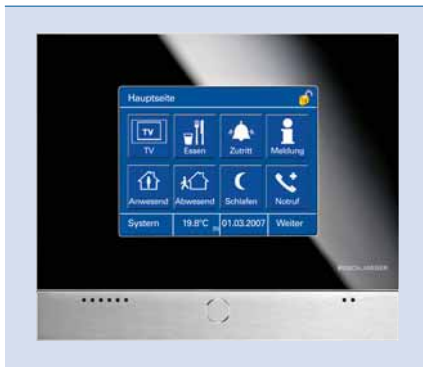 Hauptseite
TV
TV Essen Zutritt Meldung
Anwesend Abwesend Schlafen Notruf
System 19.8°C 01.03.2007 Weiter